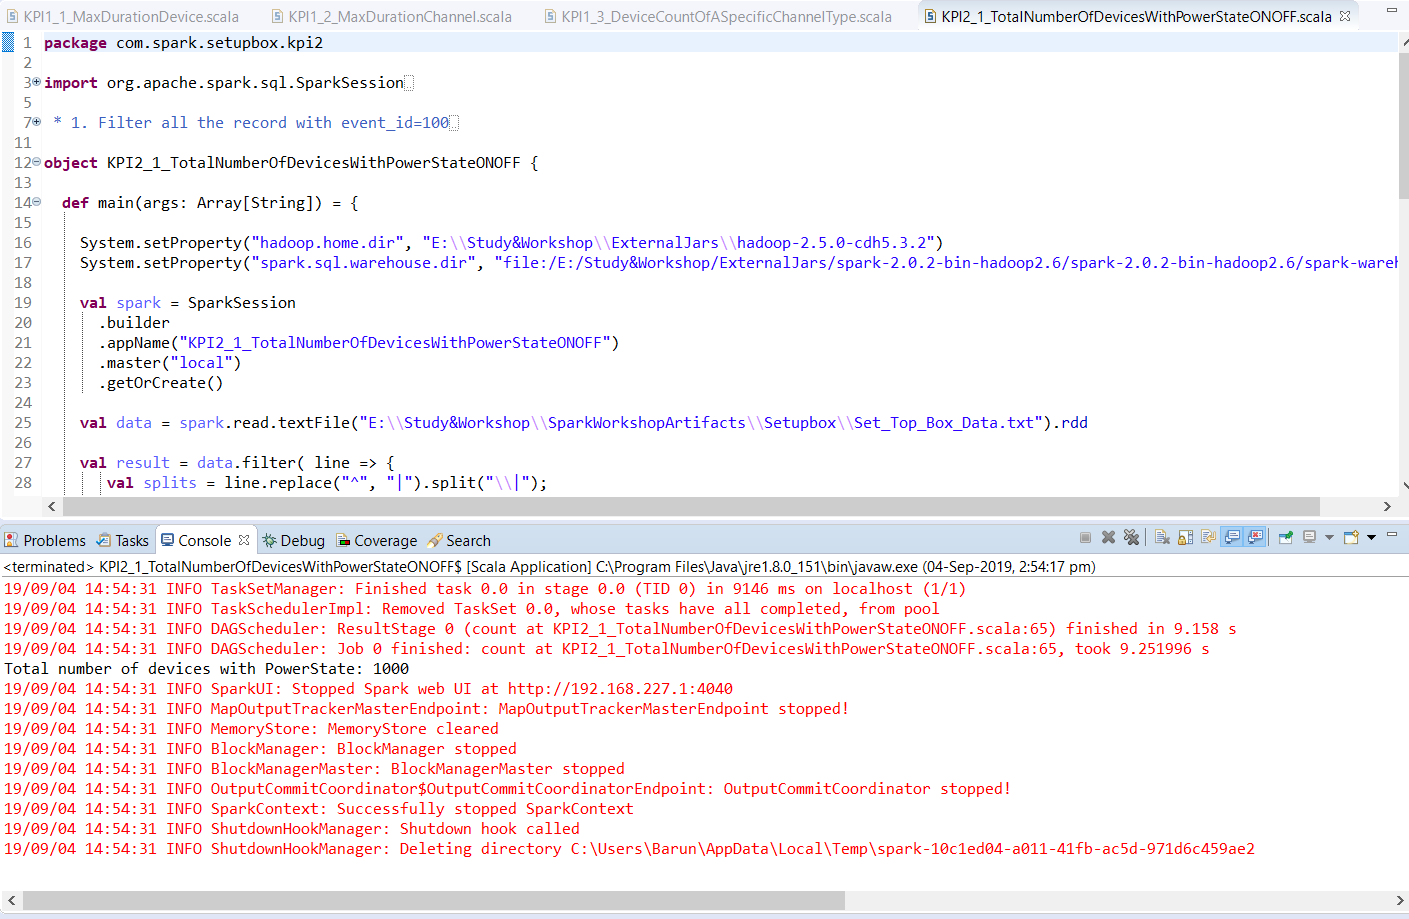 KPI1_1_MaxDurationDevice.scala KPI1_2_MaxDurationChannel.scala KPI1_3_DeviceCountOfASpecificChannelType.scala KPI2_1_TotalNumberOfDevicesWithPowerStateONOFF.scala
1 package com.spark.setupbox.kpi2
2
3 import org.apache.spark.sql.SparkSession
5
7  * 1. Filter all the record with event_id=100
11
12 object KPI2_1_TotalNumberOfDevicesWithPowerStateONOFF {
13
14   def main(args: Array[String]) = {
15
16     System.setProperty("hadoop.home.dir", "E:\\Study&Workshop\\ExternalJars\\hadoop-2.5.0-cdh5.3.2")
17     System.setProperty("spark.sql.warehouse.dir", "file:/E:/Study&Workshop/ExternalJars/spark-2.0.2-bin-hadoop2.6/spark-2.0.2-bin-hadoop2.6/spark-wareh
18
19     val spark = SparkSession
20       .builder
21       .appName("KPI2_1_TotalNumberOfDevicesWithPowerStateONOFF")
22       .master("local")
23       .getOrCreate()
24
25     val data = spark.read.textFile("E:\\Study&Workshop\\SparkWorkshopArtifacts\\Setupbox\\Set_Top_Box_Data.txt").rdd
26
27     val result = data.filter( line => {
28        val splits = line.replace("^", "|").split("\\|");
Problems Tasks Console Debug Coverage Search
<terminated> KPI2_1_TotalNumberOfDevicesWithPowerStateONOFF$ [Scala Application] C:\Program Files\Java\jre1.8.0_151\bin\javaw.exe (04-Sep-2019, 2:54:17 pm)
19/09/04 14:54:31 INFO TaskSetManager: Finished task 0.0 in stage 0.0 (TID 0) in 9146 ms on localhost (1/1)
19/09/04 14:54:31 INFO TaskSchedulerImpl: Removed TaskSet 0.0, whose tasks have all completed, from pool
19/09/04 14:54:31 INFO DAGScheduler: ResultStage 0 (count at KPI2_1_TotalNumberOfDevicesWithPowerStateONOFF.scala:65) finished in 9.158 s
19/09/04 14:54:31 INFO DAGScheduler: Job 0 finished: count at KPI2_1_TotalNumberOfDevicesWithPowerStateONOFF.scala:65, took 9.251996 s
Total number of devices with PowerState: 1000
19/09/04 14:54:31 INFO SparkUI: Stopped Spark web UI at http://192.168.227.1:4040
19/09/04 14:54:31 INFO MapOutputTrackerMasterEndpoint: MapOutputTrackerMasterEndpoint stopped!
19/09/04 14:54:31 INFO MemoryStore: MemoryStore cleared
19/09/04 14:54:31 INFO BlockManager: BlockManager stopped
19/09/04 14:54:31 INFO BlockManagerMaster: BlockManagerMaster stopped
19/09/04 14:54:31 INFO OutputCommitCoordinator$OutputCommitCoordinatorEndpoint: OutputCommitCoordinator stopped!
19/09/04 14:54:31 INFO SparkContext: Successfully stopped SparkContext
19/09/04 14:54:31 INFO ShutdownHookManager: Shutdown hook called
19/09/04 14:54:31 INFO ShutdownHookManager: Deleting directory C:\Users\Barun\AppData\Local\Temp\spark-10c1ed04-a011-41fb-ac5d-971d6c459ae2